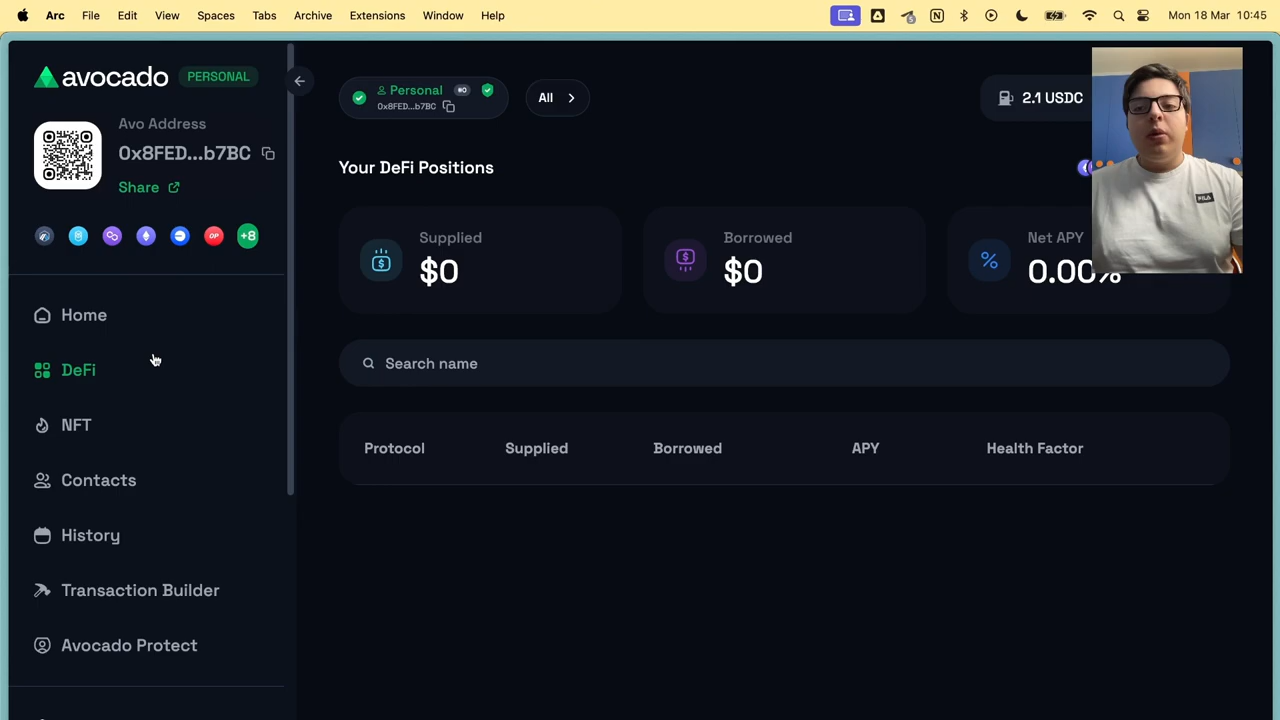 Arc File Edit View Spaces Tabs Archive Extensions Window Help Mon 18 Mar 10:45
avocado PERSONAL
Avo Address
0x8FED...b7BC
Share
OP +8
Home
DeFi
NFT
Contacts
History
Transaction Builder
Avocado Protect
Personal
0x8FED...b7BC
All
2.1 USDC
Your DeFi Positions
Supplied
$0
Borrowed
$0
Net APY
0.00%
Search name
Protocol Supplied Borrowed APY Health Factor
FILA